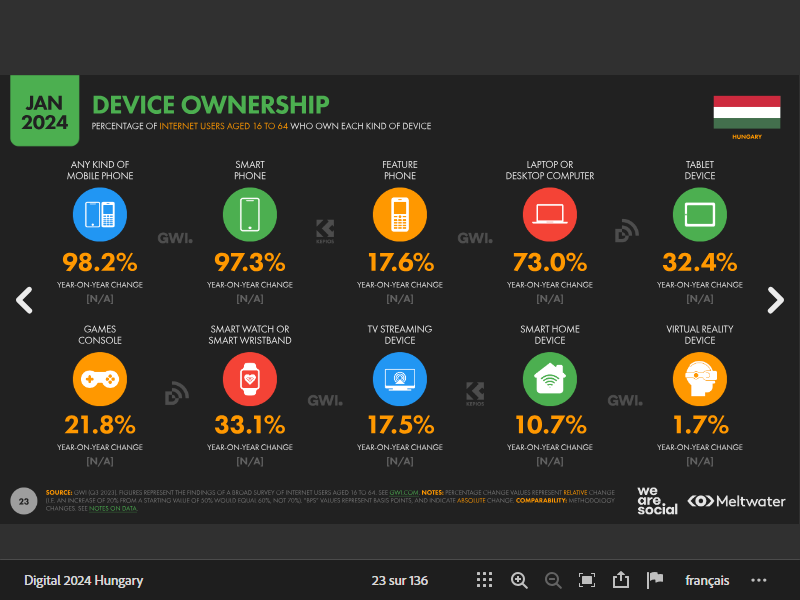 JAN
2024
DEVICE OWNERSHIP
PERCENTAGE OF INTERNET USERS AGED 16 TO 64 WHO OWN EACH KIND OF DEVICE
HUNGARY
ANY KIND OF
MOBILE PHONE
98.2%
YEAR-ON-YEAR CHANGE
[N/A]
SMART
PHONE
97.3%
YEAR-ON-YEAR CHANGE
[N/A]
FEATURE
PHONE
17.6%
YEAR-ON-YEAR CHANGE
[N/A]
LAPTOP OR
DESKTOP COMPUTER
73.0%
YEAR-ON-YEAR CHANGE
[N/A]
TABLET
DEVICE
32.4%
YEAR-ON-YEAR CHANGE
[N/A]
GWI.
KEPIOS
GWI.
GAMES
CONSOLE
21.8%
YEAR-ON-YEAR CHANGE
[N/A]
SMART WATCH OR
SMART WRISTBAND
33.1%
YEAR-ON-YEAR CHANGE
[N/A]
TV STREAMING
DEVICE
17.5%
YEAR-ON-YEAR CHANGE
[N/A]
SMART HOME
DEVICE
10.7%
YEAR-ON-YEAR CHANGE
[N/A]
VIRTUAL REALITY
DEVICE
1.7%
YEAR-ON-YEAR CHANGE
[N/A]
GWI.
KEPIOS
GWI.
23
SOURCE: GWI (Q3 2023). FIGURES REPRESENT THE FINDINGS OF A BROAD SURVEY OF INTERNET USERS AGED 16 TO 64. SEE GWI.COM. NOTES: PERCENTAGE CHANGE VALUES REPRESENT RELATIVE CHANGE
(I.E. AN INCREASE OF 20% FROM A STARTING VALUE OF 50% WOULD EQUAL 60%, NOT 70%). "BPS" VALUES REPRESENT BASIS POINTS, AND INDICATE ABSOLUTE CHANGE. COMPARABILITY: METHODOLOGY
CHANGES. SEE NOTES ON DATA.
we
are.
social
Meltwater
Digital 2024 Hungary
23 sur 136
français